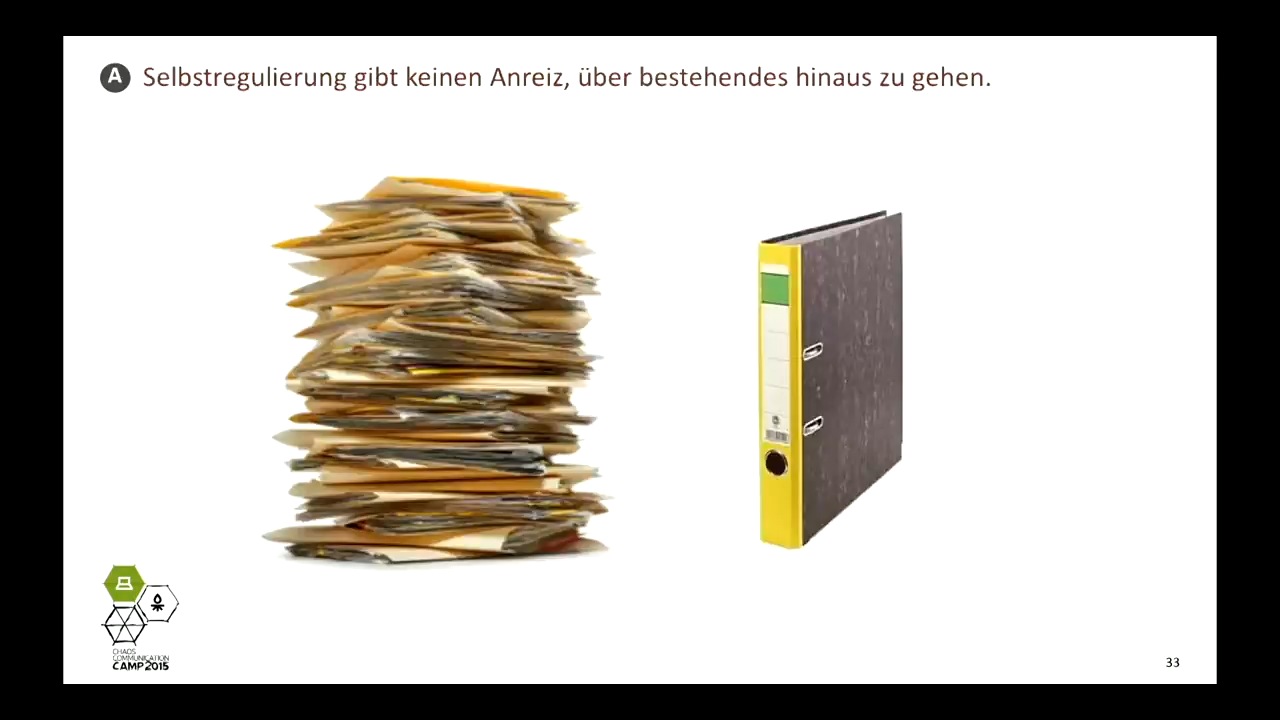 A Selbstregulierung gibt keinen Anreiz, über bestehendes hinaus zu gehen.
CHAOS
COMMUNICATION
CAMP 2015
33